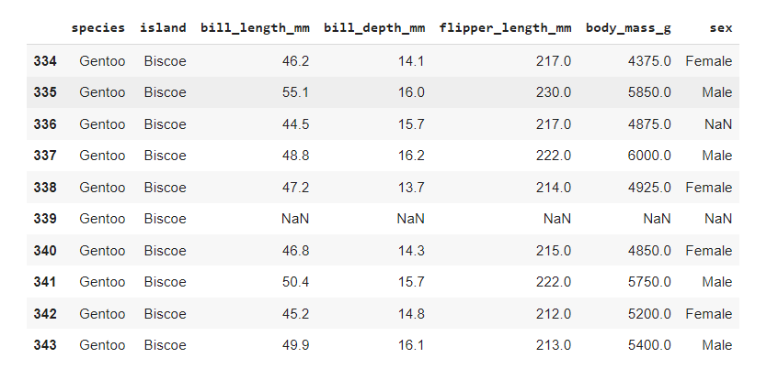 species island bill_length_mm bill_depth_mm flipper_length_mm body_mass_g sex
334 Gentoo Biscoe 46.2 14.1 217.0 4375.0 Female
335 Gentoo Biscoe 55.1 16.0 230.0 5850.0 Male
336 Gentoo Biscoe 44.5 15.7 217.0 4875.0 NaN
337 Gentoo Biscoe 48.8 16.2 222.0 6000.0 Male
338 Gentoo Biscoe 47.2 13.7 214.0 4925.0 Female
339 Gentoo Biscoe NaN NaN NaN NaN NaN
340 Gentoo Biscoe 46.8 14.3 215.0 4850.0 Female
341 Gentoo Biscoe 50.4 15.7 222.0 5750.0 Male
342 Gentoo Biscoe 45.2 14.8 212.0 5200.0 Female
343 Gentoo Biscoe 49.9 16.1 213.0 5400.0 Male